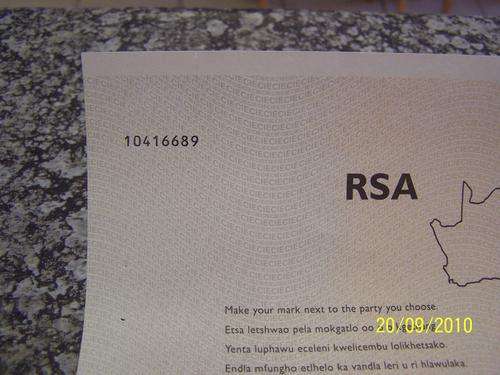 10416689
RSA
Make your mark next to the party you choose.
Etsa letshwao pela mokgatlo oo
20/09/2010
Yenta luphawu eceleni kwelicembu lolikhetsako.
Endla mfungho etlhelo ka vandla leri u ri hlawulaka.